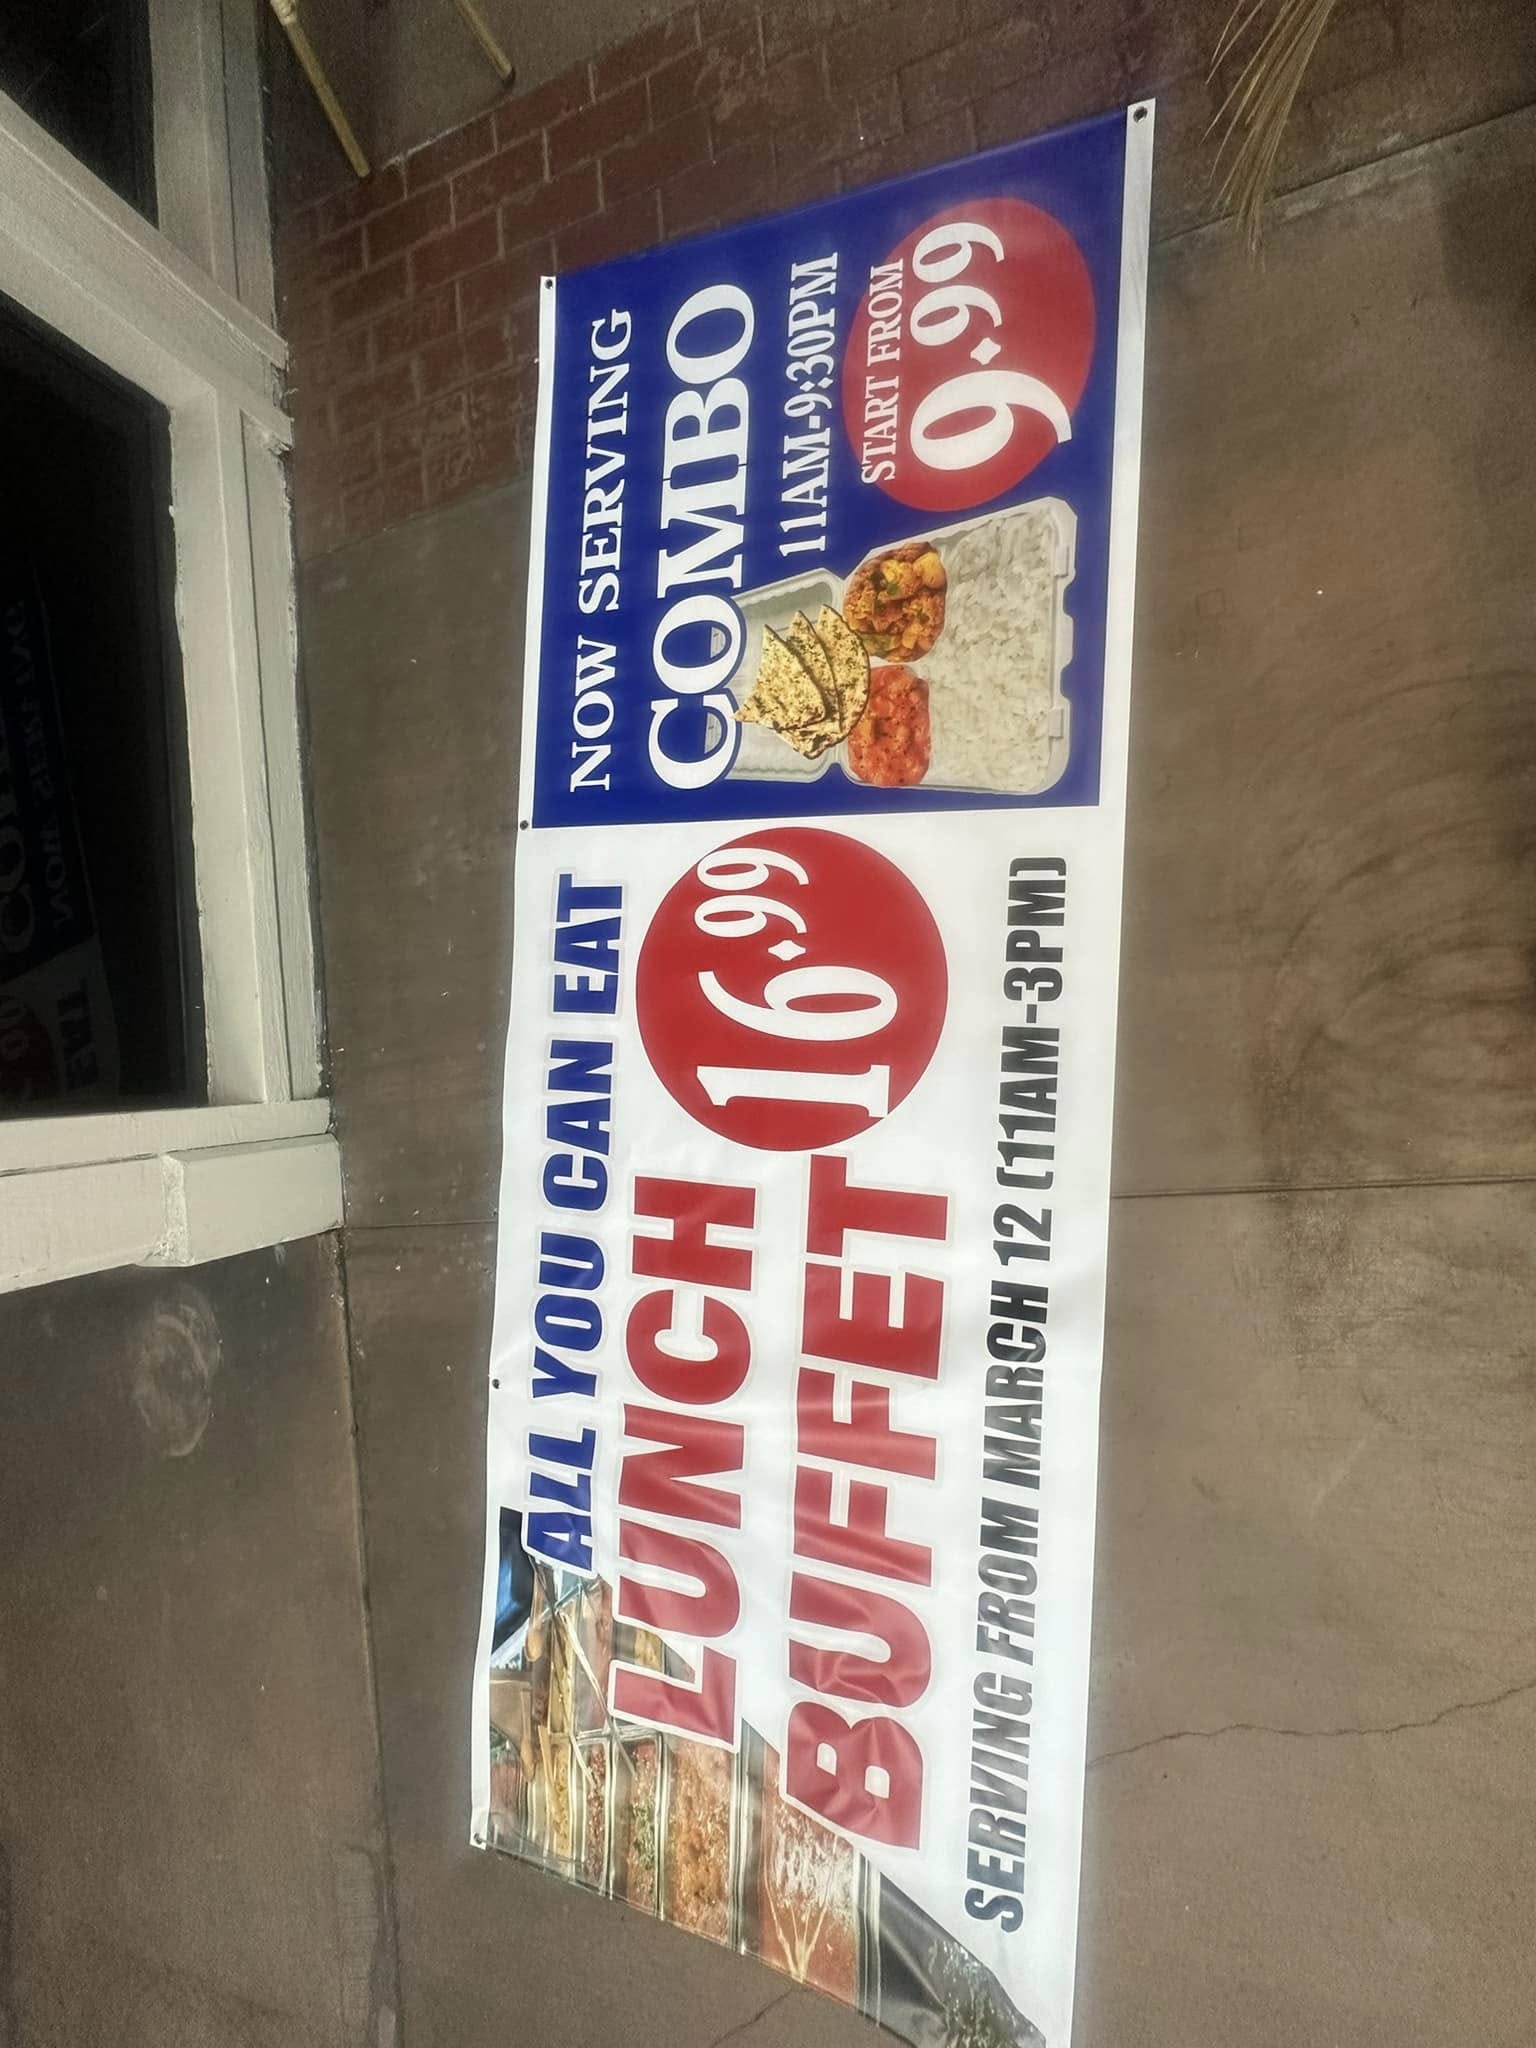 ALL YOU CAN EAT
LUNCH
BUFFET
16.99
SERVING FROM MARCH 12 (11AM-3PM)
NOW SERVING
COMBO
11AM-9:30PM
START FROM
9.99